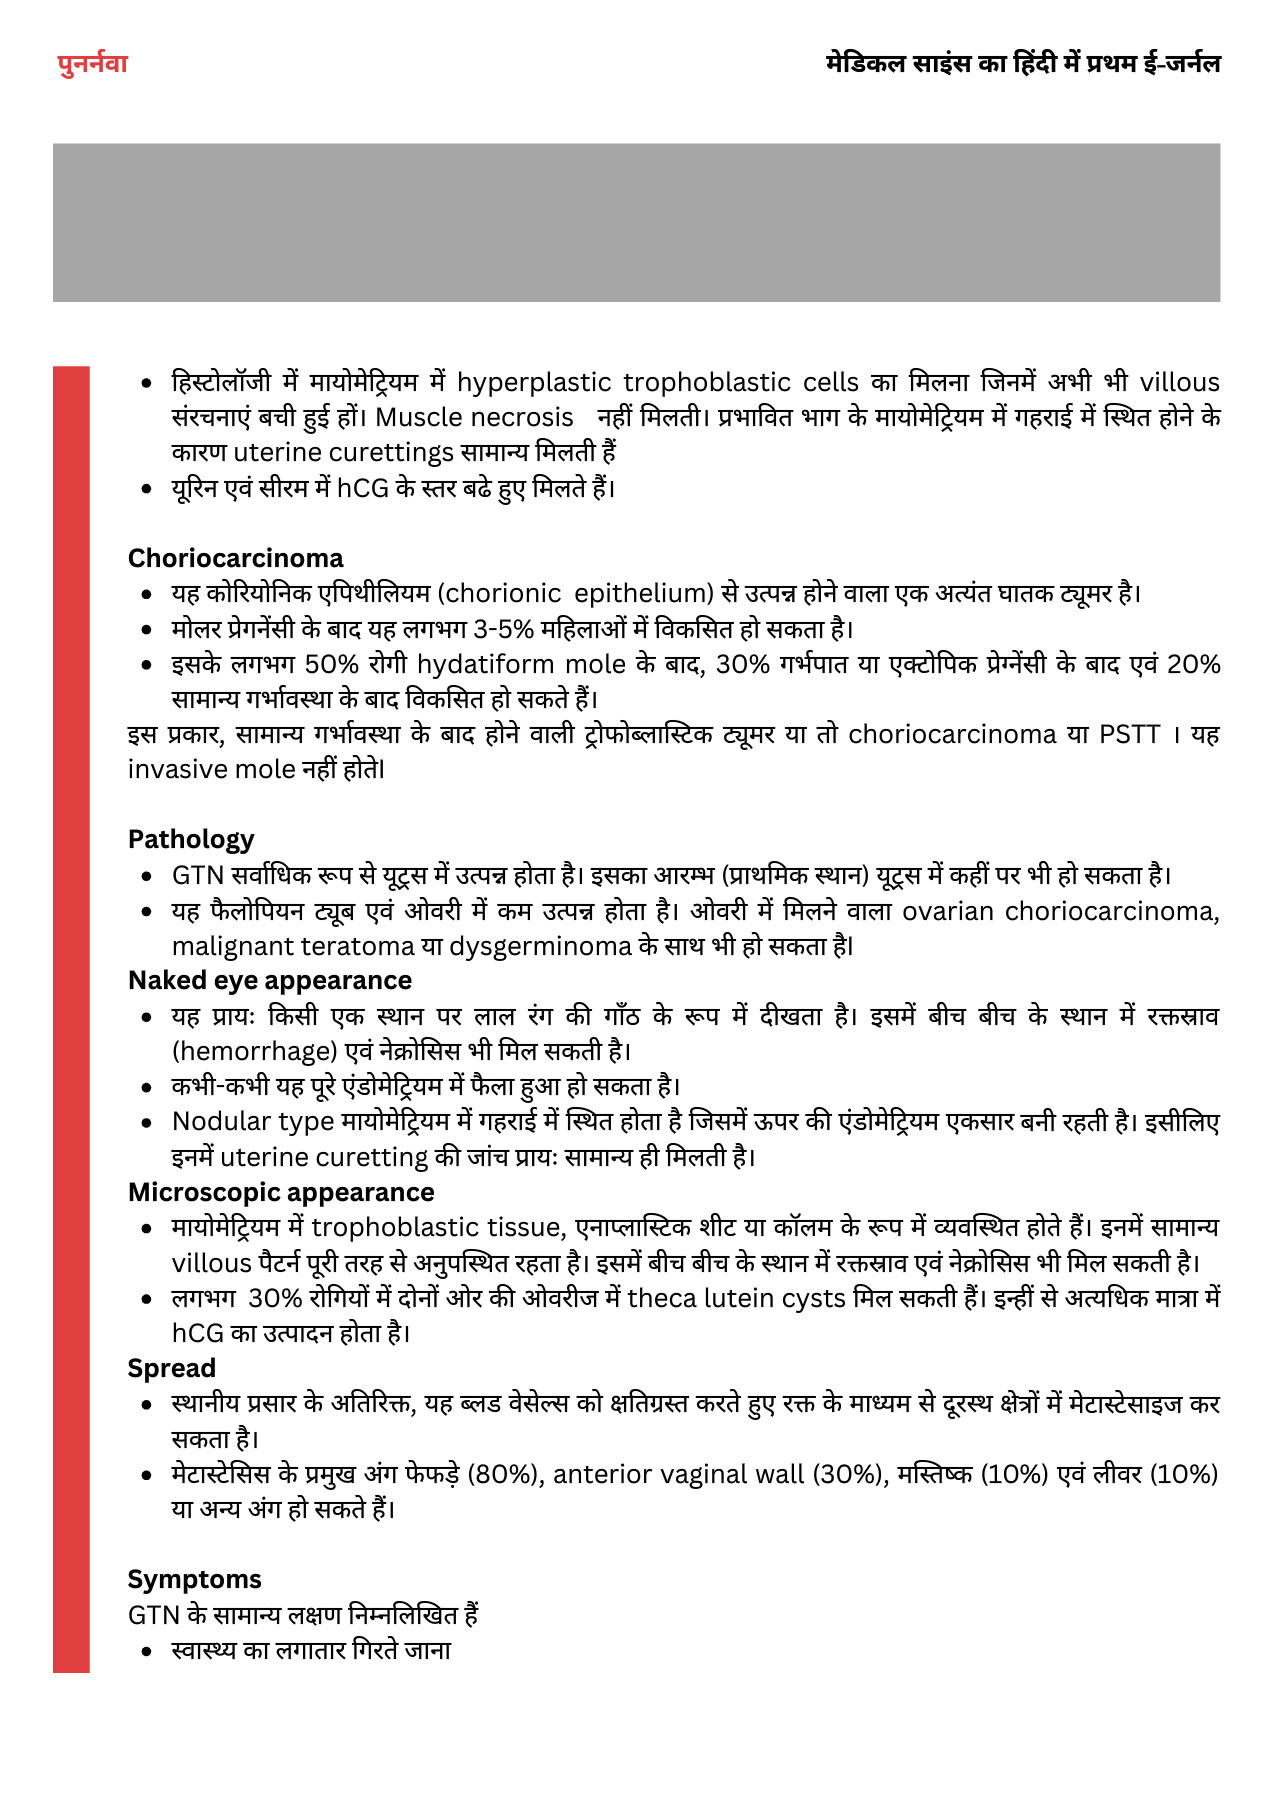 पुनर्नवा
मेडिकल साइंस का हिंदी में प्रथम ई-जर्नल
• हिस्टोलॉजी में मायोमेट्रियम में hyperplastic trophoblastic cells का मिलना जिनमें अभी भी villous
संरचनाएं बची हुई हों। Muscle necrosis नहीं मिलती। प्रभावित भाग के मायोमेट्रियम में गहराई में स्थित होने के
कारण uterine curettings सामान्य मिलती हैं
• यूरिन एवं सीरम में hCG के स्तर बढे हुए मिलते हैं।
Choriocarcinoma
• यह कोरियोनिक एपिथीलियम (chorionic epithelium) से उत्पन्न होने वाला एक अत्यंत घातक ट्यूमर है।
• मोलर प्रेगनेंसी के बाद यह लगभग 3-5% महिलाओं में विकसित हो सकता है।
• इसके लगभग 50% रोगी hydatiform mole के बाद, 30% गर्भपात या एक्टोपिक प्रेग्नेंसी के बाद एवं 20%
सामान्य गर्भावस्था के बाद विकसित हो सकते हैं।
इस प्रकार, सामान्य गर्भावस्था के बाद होने वाली ट्रोफोब्लास्टिक ट्यूमर या तो choriocarcinoma या PSTT । यह
invasive mole नहीं होते।
Pathology
• GTN सर्वाधिक रूप से यूट्रस में उत्पन्न होता है। इसका आरम्भ (प्राथमिक स्थान) यूट्रस में कहीं पर भी हो सकता है।
• यह फैलोपियन ट्यूब एवं ओवरी में कम उत्पन्न होता है। ओवरी में मिलने वाला ovarian choriocarcinoma,
malignant teratoma या dysgerminoma के साथ भी हो सकता है।
Naked eye appearance
• यह प्रायः किसी एक स्थान पर लाल रंग की गाँठ के रूप में दीखता है। इसमें बीच बीच के स्थान में रक्तस्राव
(hemorrhage) एवं नेक्रोसिस भी मिल सकती है।
• कभी-कभी यह पूरे एंडोमेट्रियम में फैला हुआ हो सकता है।
• Nodular type मायोमेट्रियम में गहराई में स्थित होता है जिसमें ऊपर की एंडोमेट्रियम एकसार बनी रहती है। इसीलिए
इनमें uterine curetting की जांच प्रायः सामान्य ही मिलती है।
Microscopic appearance
• मायोमेट्रियम में trophoblastic tissue, एनाप्लास्टिक शीट या कॉलम के रूप में व्यवस्थित होते हैं। इनमें सामान्य
villous पैटर्न पूरी तरह से अनुपस्थित रहता है। इसमें बीच बीच के स्थान में रक्तस्राव एवं नेक्रोसिस भी मिल सकती है।
• लगभग 30% रोगियों में दोनों ओर की ओवरीज में theca lutein cysts मिल सकती हैं। इन्हीं से अत्यधिक मात्रा में
hCG का उत्पादन होता है।
Spread
• स्थानीय प्रसार के अतिरिक्त, यह ब्लड वेसेल्स को क्षतिग्रस्त करते हुए रक्त के माध्यम से दूरस्थ क्षेत्रों में मेटास्टेसाइज कर
सकता है।
• मेटास्टेसिस के प्रमुख अंग फेफड़े (80%), anterior vaginal wall (30%), मस्तिष्क (10%) एवं लीवर (10%)
या अन्य अंग हो सकते हैं।
Symptoms
GTN के सामान्य लक्षण निम्नलिखित हैं
• स्वास्थ्य का लगातार गिरते जाना